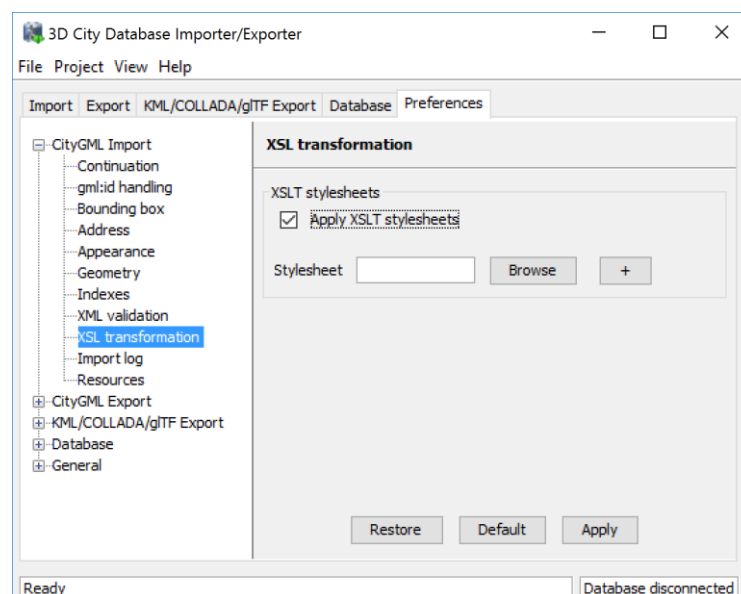 3D City Database Importer/Exporter
File Project View Help
Import Export KML/COLLADA/glTF Export Database Preferences
CityGML Import
Continuation
gml:id handling
Bounding box
Address
Appearance
Geometry
Indexes
XML validation
XSL transformation
Import log
Resources
CityGML Export
KML/COLLADA/glTF Export
Database
General
XSL transformation
XSLT stylesheets
Apply XSLT stylesheets
Stylesheet Browse +
Restore Default Apply
Ready Database disconnected